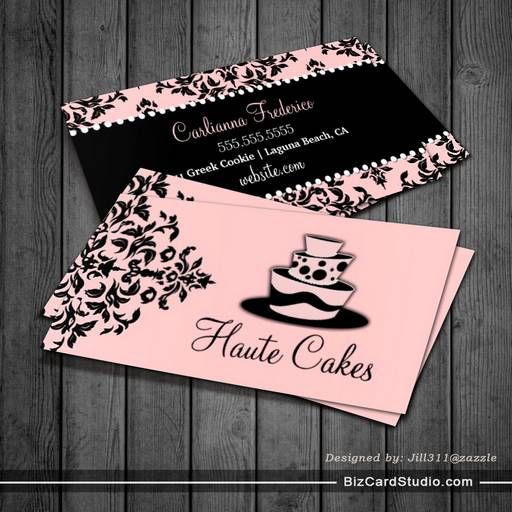 Carlianna Frederico
555.555.5555
Greek Cookie | Laguna Beach, CA
website.com
Haute Cakes
Designed by: Jill311@zazzle
BizCardStudio.com